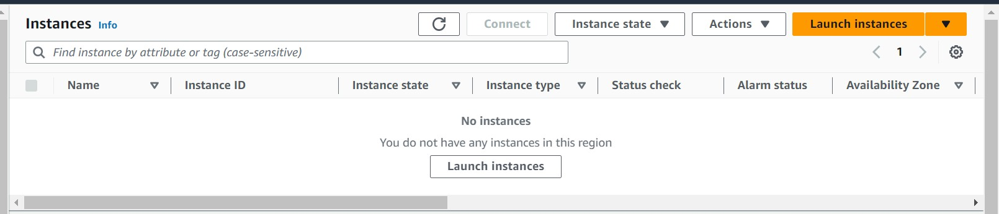 Instances Info Connect Instance state Actions Launch instances
Find instance by attribute or tag (case-sensitive) 1
Name Instance ID Instance state Instance type Status check Alarm status Availability Zone
No instances
You do not have any instances in this region
Launch instances